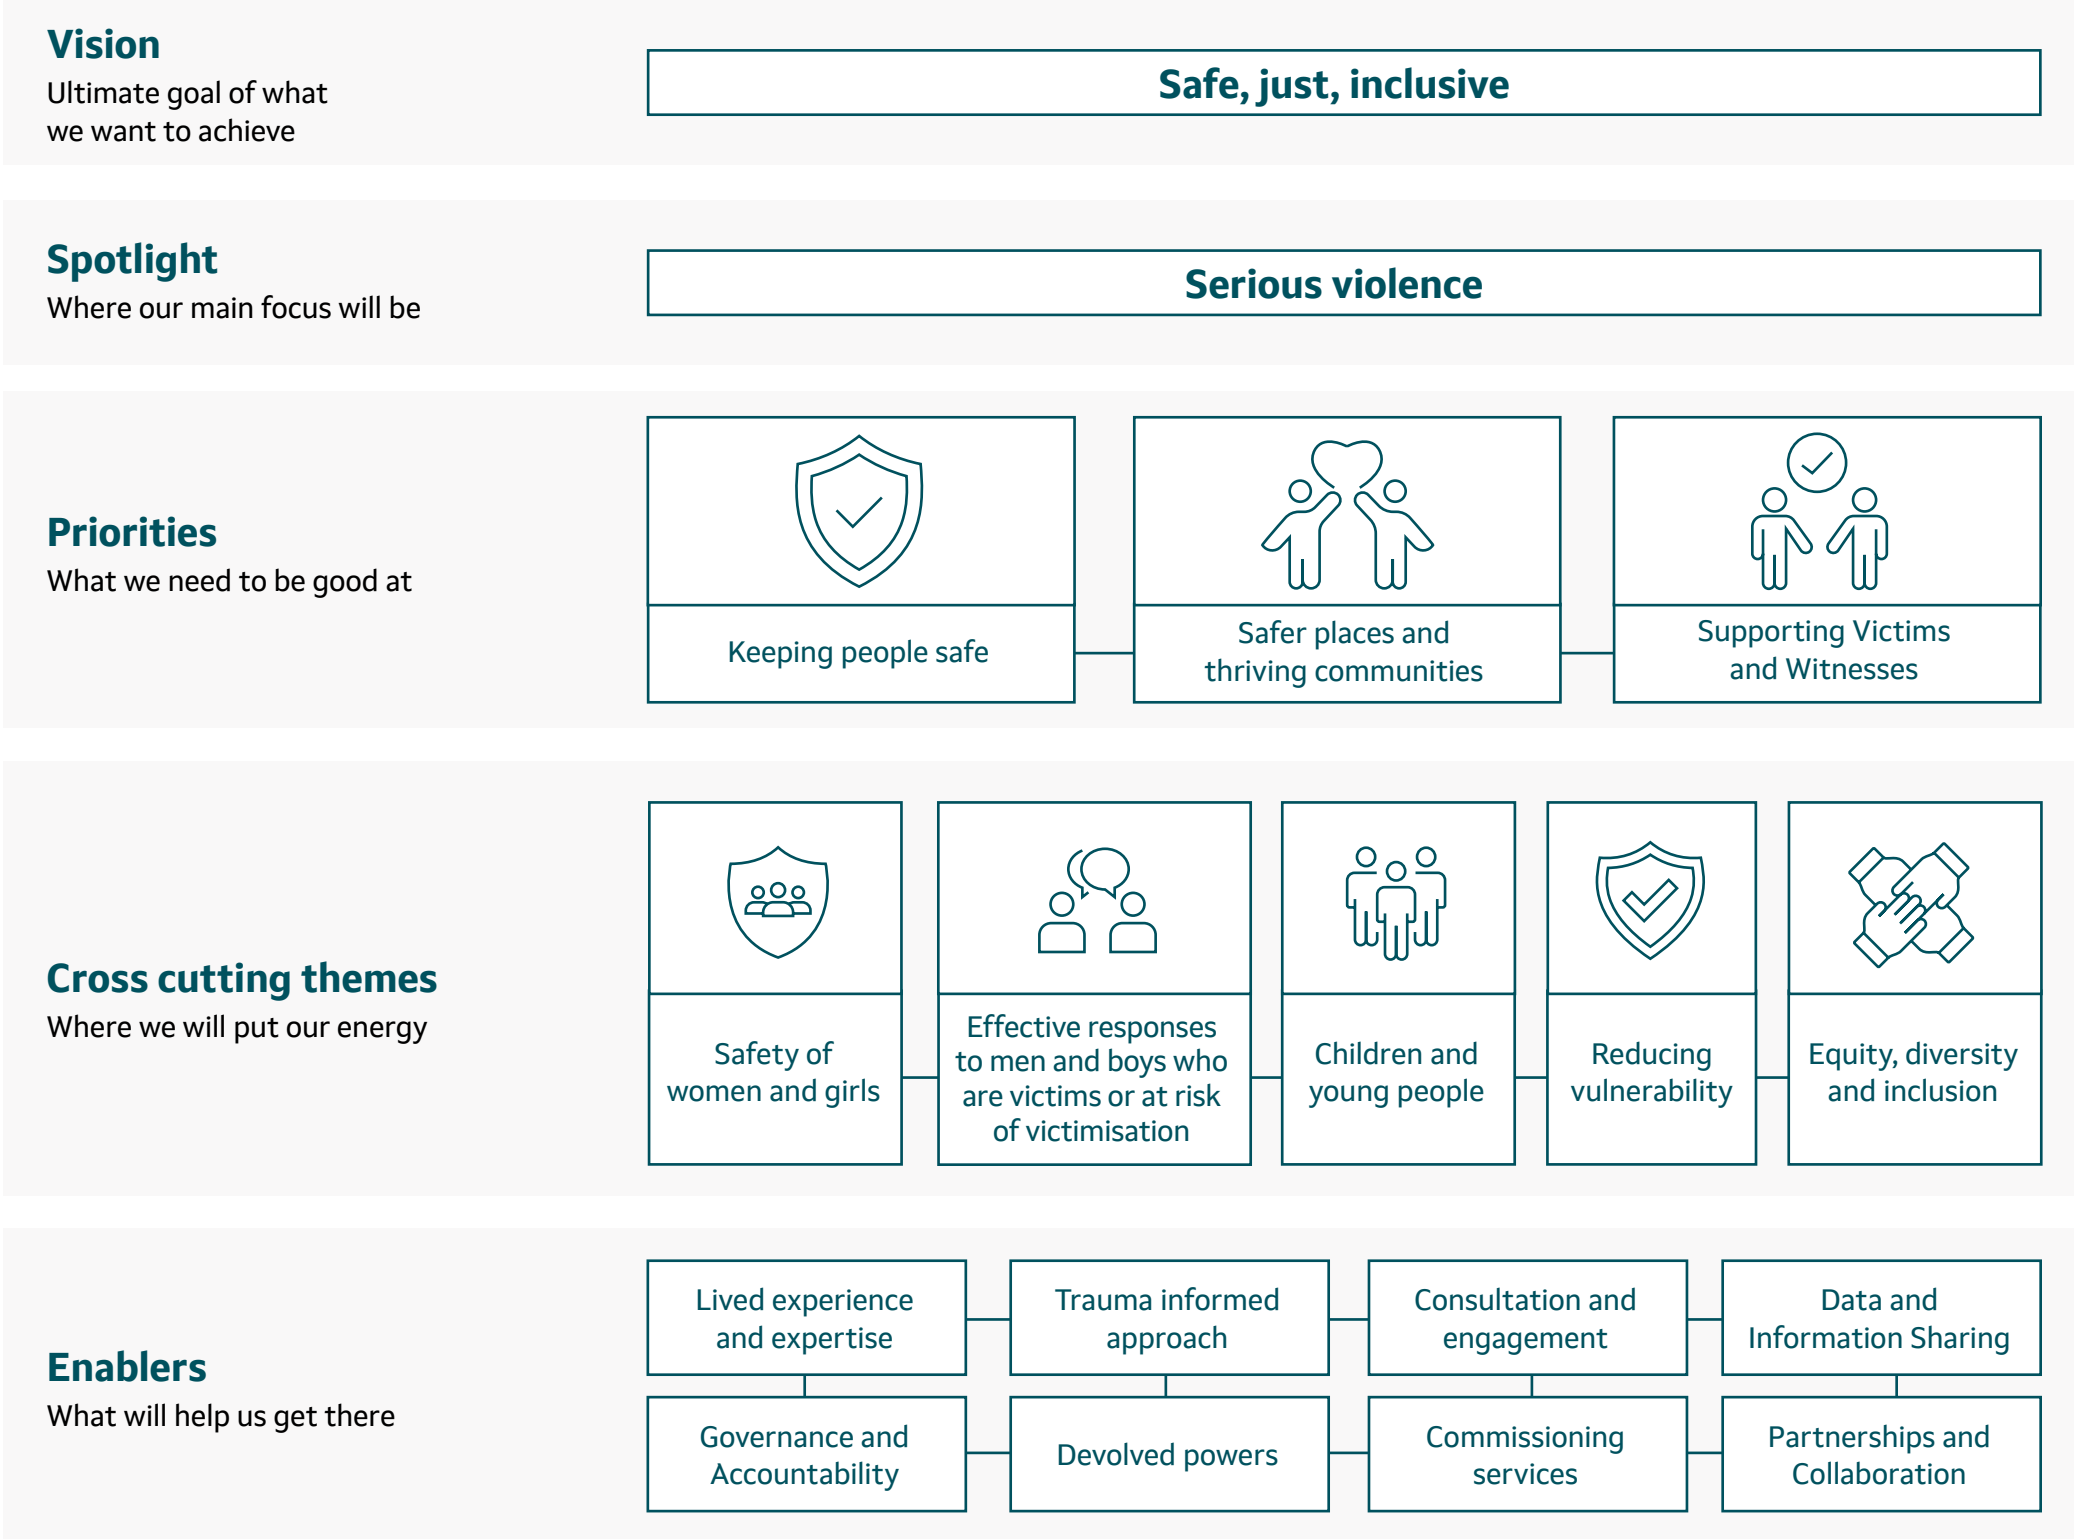 Vision
Ultimate goal of what
we want to achieve
Safe, just, inclusive
Spotlight
Where our main focus will be
Serious violence
Priorities
What we need to be good at
Keeping people safe
Safer places and
thriving communities
Supporting Victims
and Witnesses
Cross cutting themes
Where we will put our energy
Safety of
women and girls
Effective responses
to men and boys who
are victims or at risk
of victimisation
Children and
young people
Reducing
vulnerability
Equity, diversity
and inclusion
Enablers
What will help us get there
Lived experience
and expertise
Trauma informed
approach
Consultation and
engagement
Data and
Information Sharing
Governance and
Accountability
Devolved powers
Commissioning
services
Partnerships and
Collaboration